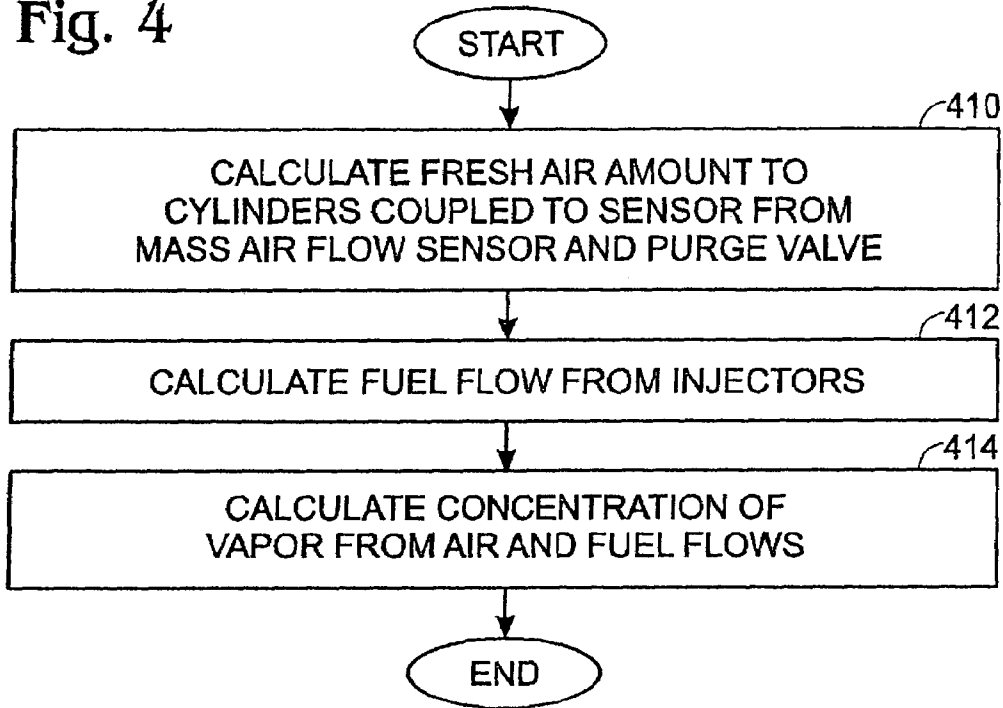 Fig. 4
START
410
CALCULATE FRESH AIR AMOUNT TO
CYLINDERS COUPLED TO SENSOR FROM
MASS AIR FLOW SENSOR AND PURGE VALVE
412
CALCULATE FUEL FLOW FROM INJECTORS
414
CALCULATE CONCENTRATION OF
VAPOR FROM AIR AND FUEL FLOWS
END